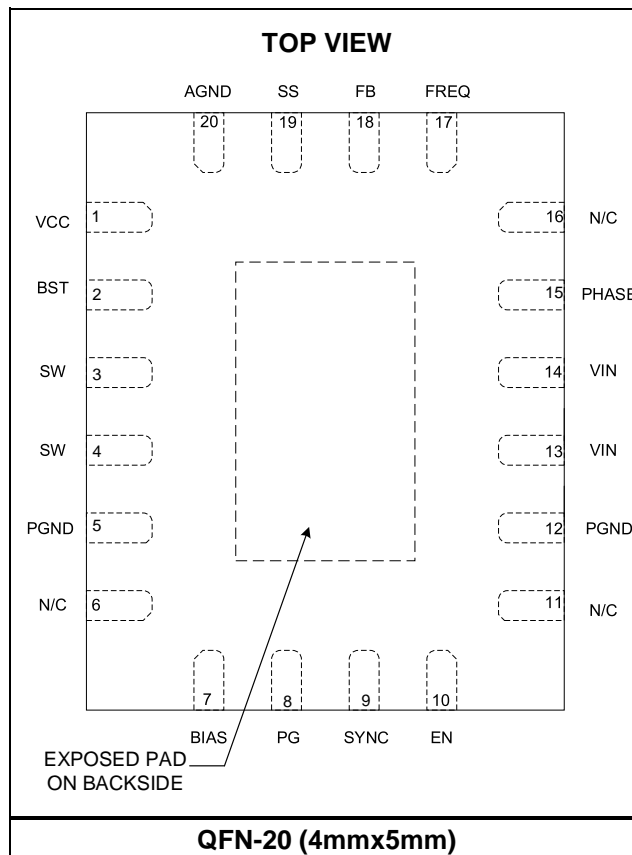 TOP VIEW
AGND SS FB FREQ
20 19 18 17
VCC 1 16 N/C
BST 2 15 PHASE
SW 3 14 VIN
SW 4 13 VIN
PGND 5 12 PGND
N/C 6 11 N/C
7 8 9 10
BIAS PG SYNC EN
EXPOSED PAD
ON BACKSIDE
QFN-20 (4mmx5mm)